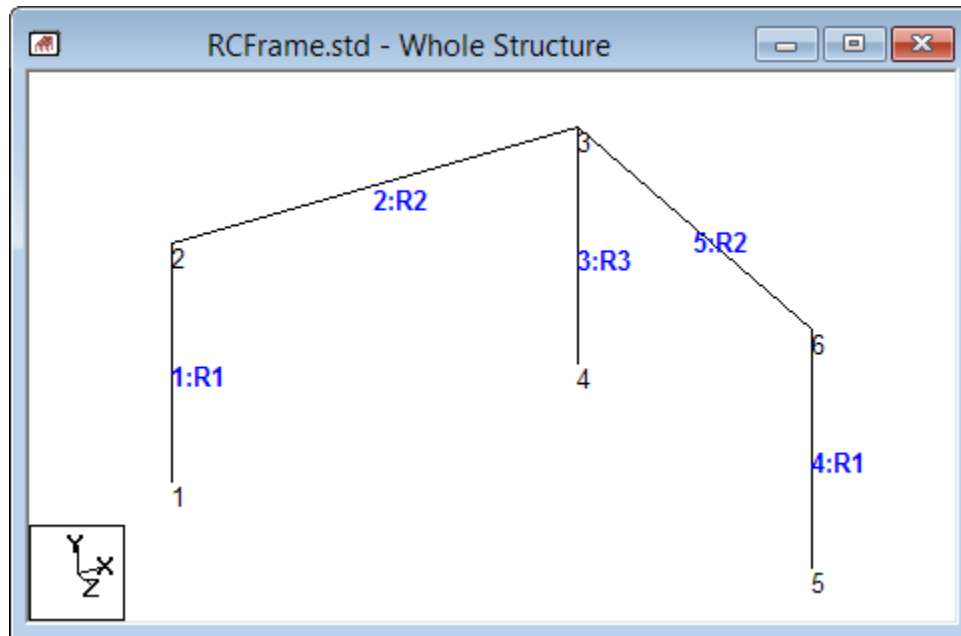 RCFrame.std - Whole Structure
3
2:R2
2
5:R2
3:R3
6
4
1:R1
4:R1
1
5
Y
X
Z